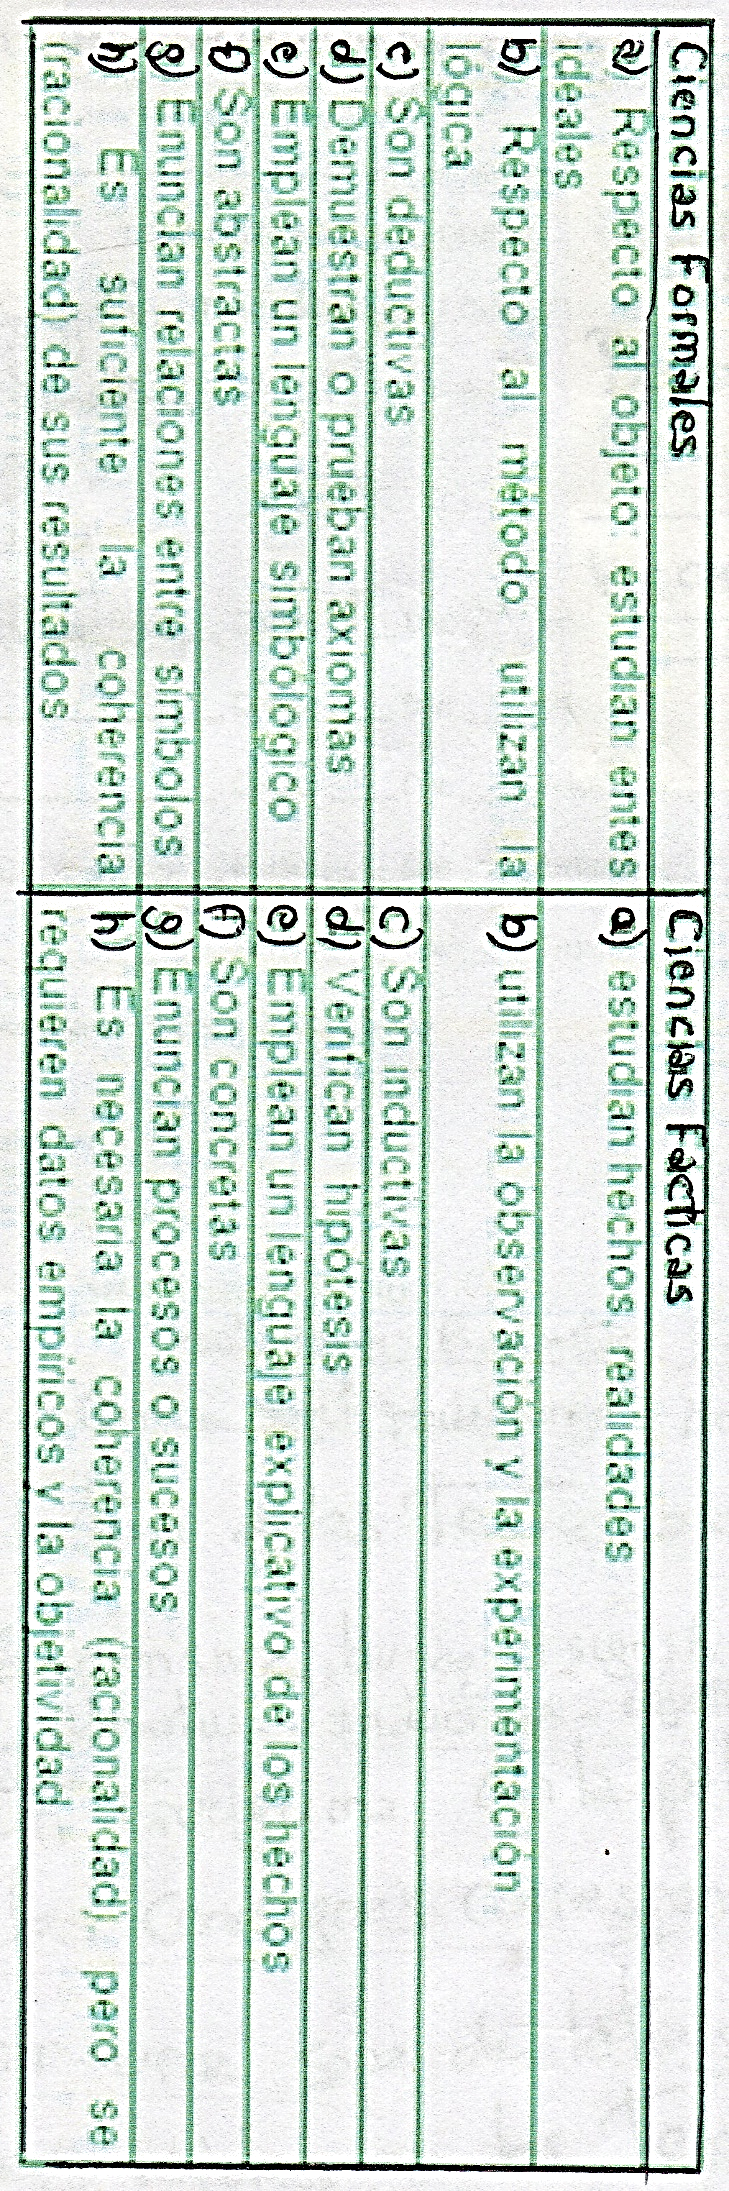 Ciencias Formales
a) Respecto al objeto: estudian entes
ideales
b) Respecto al método: utilizan la
lógica
c) Son deductivas
d) Demuestran o prueban axiomas
e) Emplean un lenguaje simbólogico
f) Son abstractas
g) Enuncian relaciones entre símbolos
h) Es suficiente la coherencia
(racionalidad) de sus resultados
Ciencias Facticas
a) estudian hechos, realidades
b) utilizan la observación y la experimentación
c) Son inductivas
d) Verifican hipótesis
e) Emplean un lenguaje explicativo de los hechos
f) Son concretas
g) Enuncian procesos o sucesos
h) Es necesaria la coherencia (racionalidad), pero se
requieren datos empíricos y la objetividad